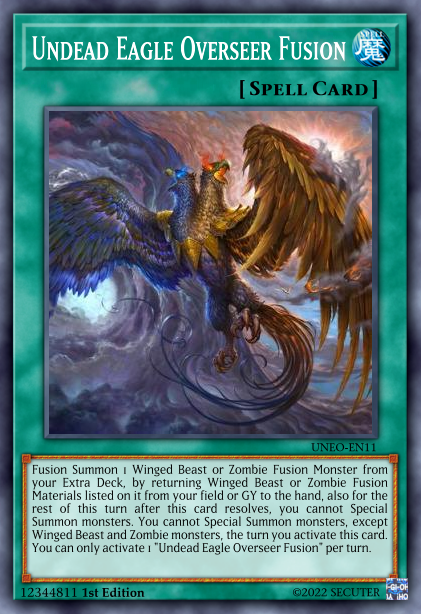 UNDEAD EAGLE OVERSEER FUSION 魔
[ SPELL CARD ]
UNEO-EN11
Fusion Summon 1 Winged Beast or Zombie Fusion Monster from
your Extra Deck, by returning Winged Beast or Zombie Fusion
Materials listed on it from your field or GY to the hand, also for the
rest of this turn after this card resolves, you cannot Special
Summon monsters. You cannot Special Summon monsters, except
Winged Beast and Zombie monsters, the turn you activate this card.
You can only activate 1 "Undead Eagle Overseer Fusion" per turn.
12344811 1st Edition
©2022 SECUTER